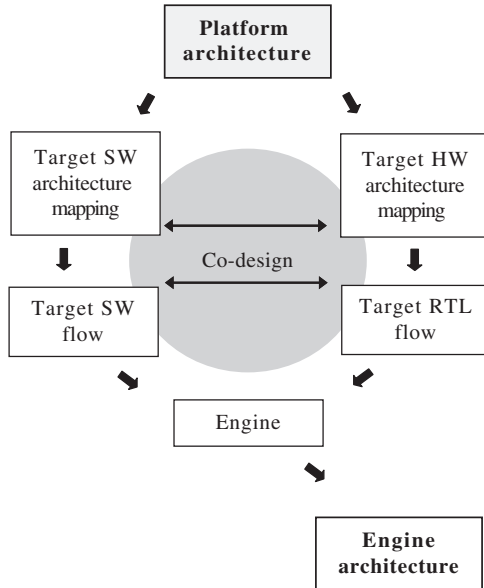 Platform
architecture
Target SW
architecture
mapping
Target HW
architecture
mapping
Co-design
Target SW
flow
Target RTL
flow
Engine
Engine
architecture